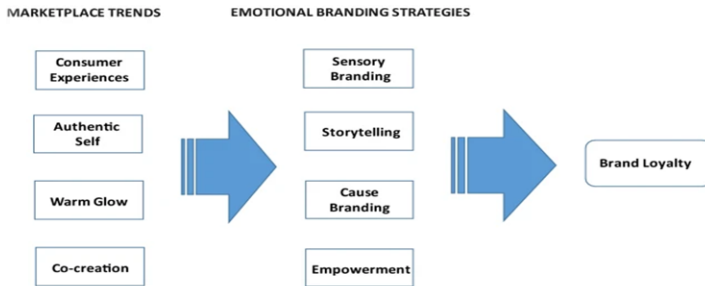 MARKETPLACE TRENDS
EMOTIONAL BRANDING STRATEGIES
Consumer
Experiences
Authentic
Self
Warm Glow
Co-creation
Sensory
Branding
Storytelling
Cause
Branding
Empowerment
Brand Loyalty